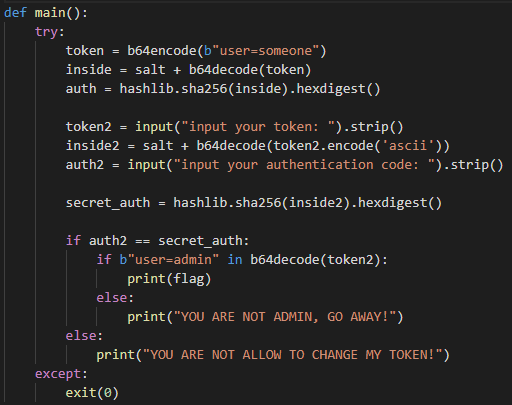 def main():
    try:
        token = b64encode(b"user=someone")
        inside = salt + b64decode(token)
        auth = hashlib.sha256(inside).hexdigest()

        token2 = input("input your token: ").strip()
        inside2 = salt + b64decode(token2.encode('ascii'))
        auth2 = input("input your authentication code: ").strip()

        secret_auth = hashlib.sha256(inside2).hexdigest()

        if auth2 == secret_auth:
            if b"user=admin" in b64decode(token2):
                print(flag)
            else:
                print("YOU ARE NOT ADMIN, GO AWAY!")
        else:
            print("YOU ARE NOT ALLOW TO CHANGE MY TOKEN!")
    except:
        exit(0)